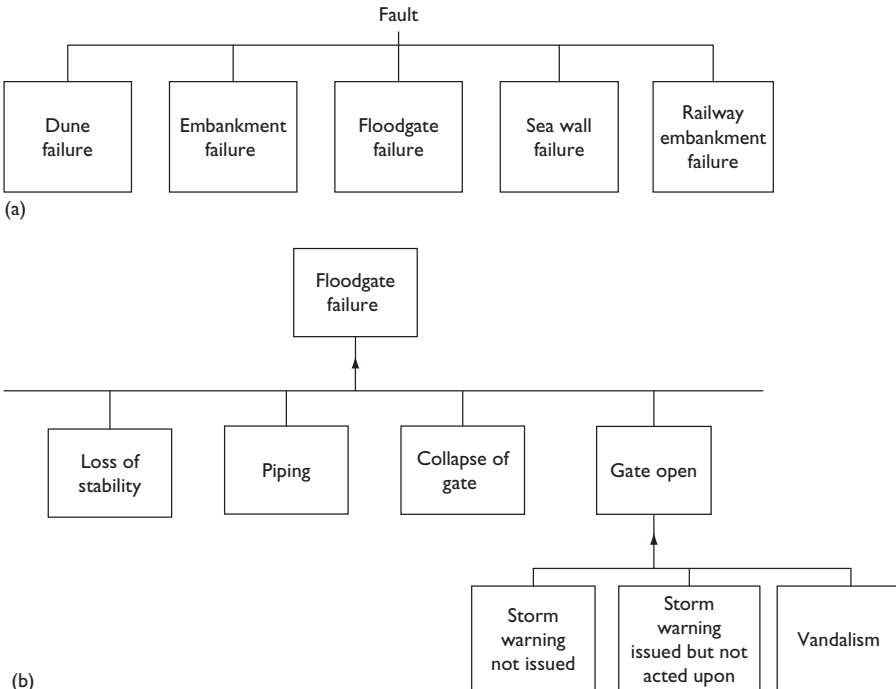 Fault
Dune
failure
Embankment
failure
Floodgate
failure
Sea wall
failure
Railway
embankment
failure
(a)
Floodgate
failure
Loss of
stability
Piping
Collapse of
gate
Gate open
Storm
warning
not issued
Storm
warning
issued but not
acted upon
Vandalism
(b)